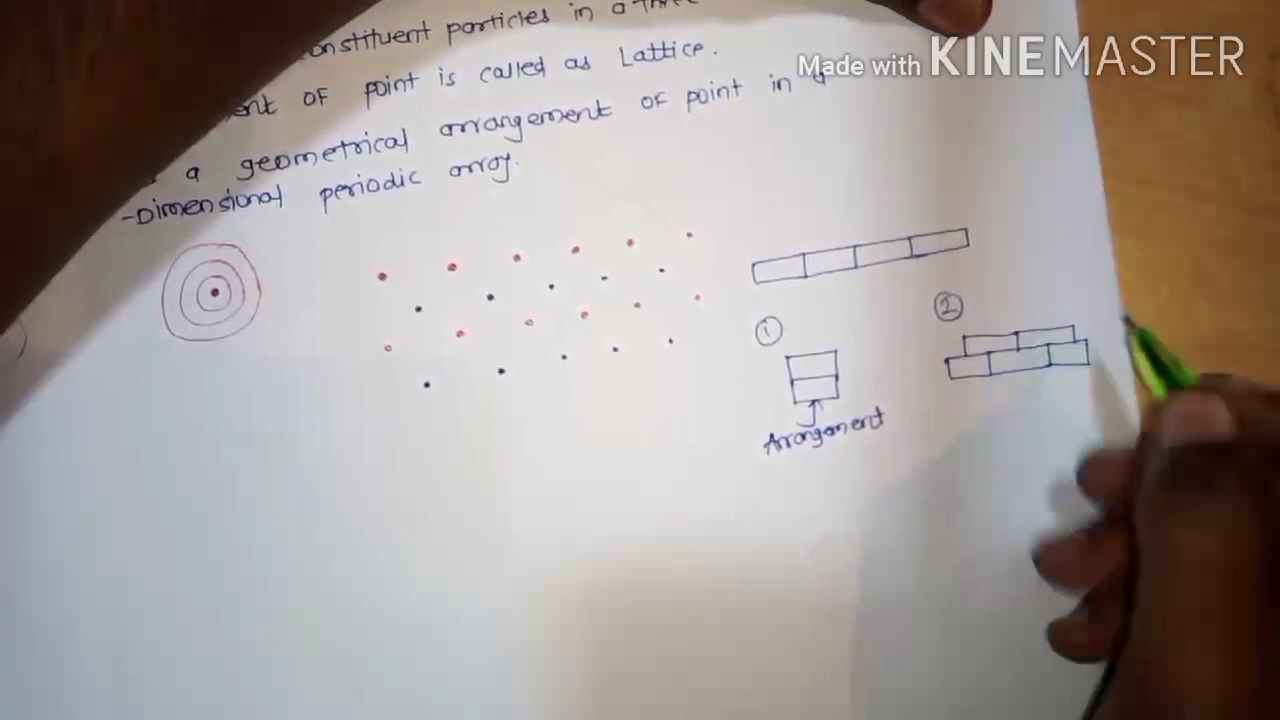 onstituent particles in a Three
ent of point is called as Lattice.
a geometrical arrangement of point in a
-Dimensional periodic array.
Made with KINEMASTER
①
②
Arrangement